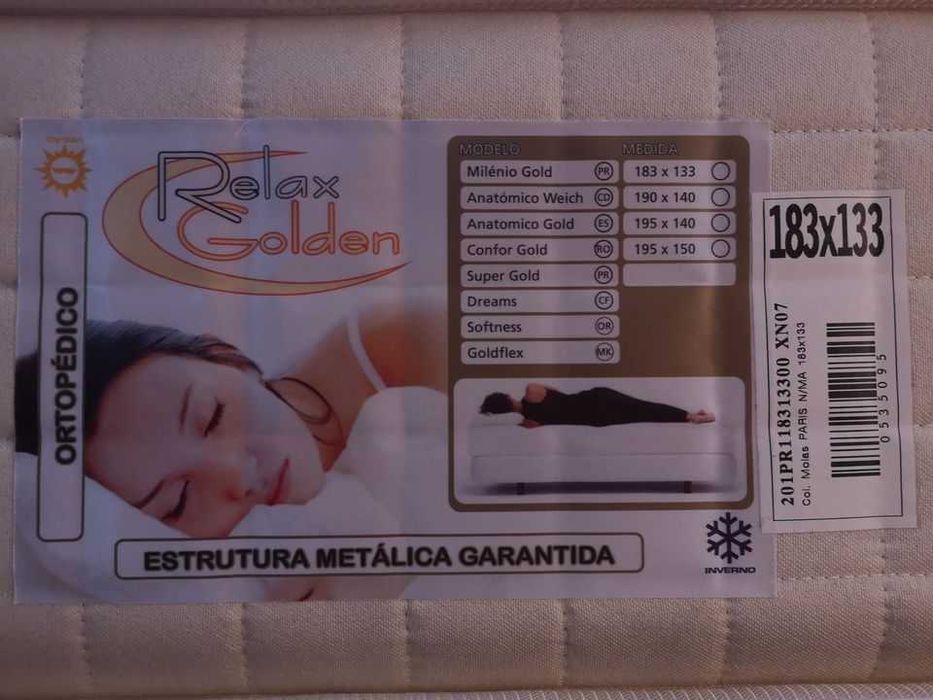 Relax
Golden
ORTOPÉDICO
MODELO
MEDIDA
Milénio Gold PR 183 x 133
Anatómico Weich CD 190 x 140
Anatomico Gold ES 195 x 140
Confor Gold RO 195 x 150
Super Gold PR
Dreams CF
Softness OR
Goldflex MK
ESTRUTURA METÁLICA GARANTIDA
INVERNO
183x133
201PR118313300 XN07
Col. Molas PARIS N/MA 183x133
0535095